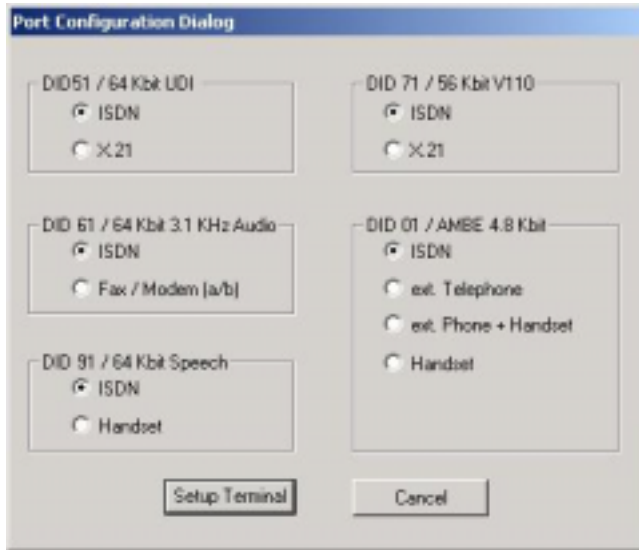 Port Configuration Dialog
DID51 / 64 Kbit UDI
ISDN
X.21
DID 71 / 56 Kbit V110
ISDN
X.21
DID 61 / 64 Kbit 3.1 KHz Audio
ISDN
Fax / Modem (a/b)
DID 01 / AMBE 4.8 Kbit
ISDN
ext. Telephone
ext. Phone + Handset
Handset
DID 91 / 64 Kbit Speech
ISDN
Handset
Setup Terminal
Cancel